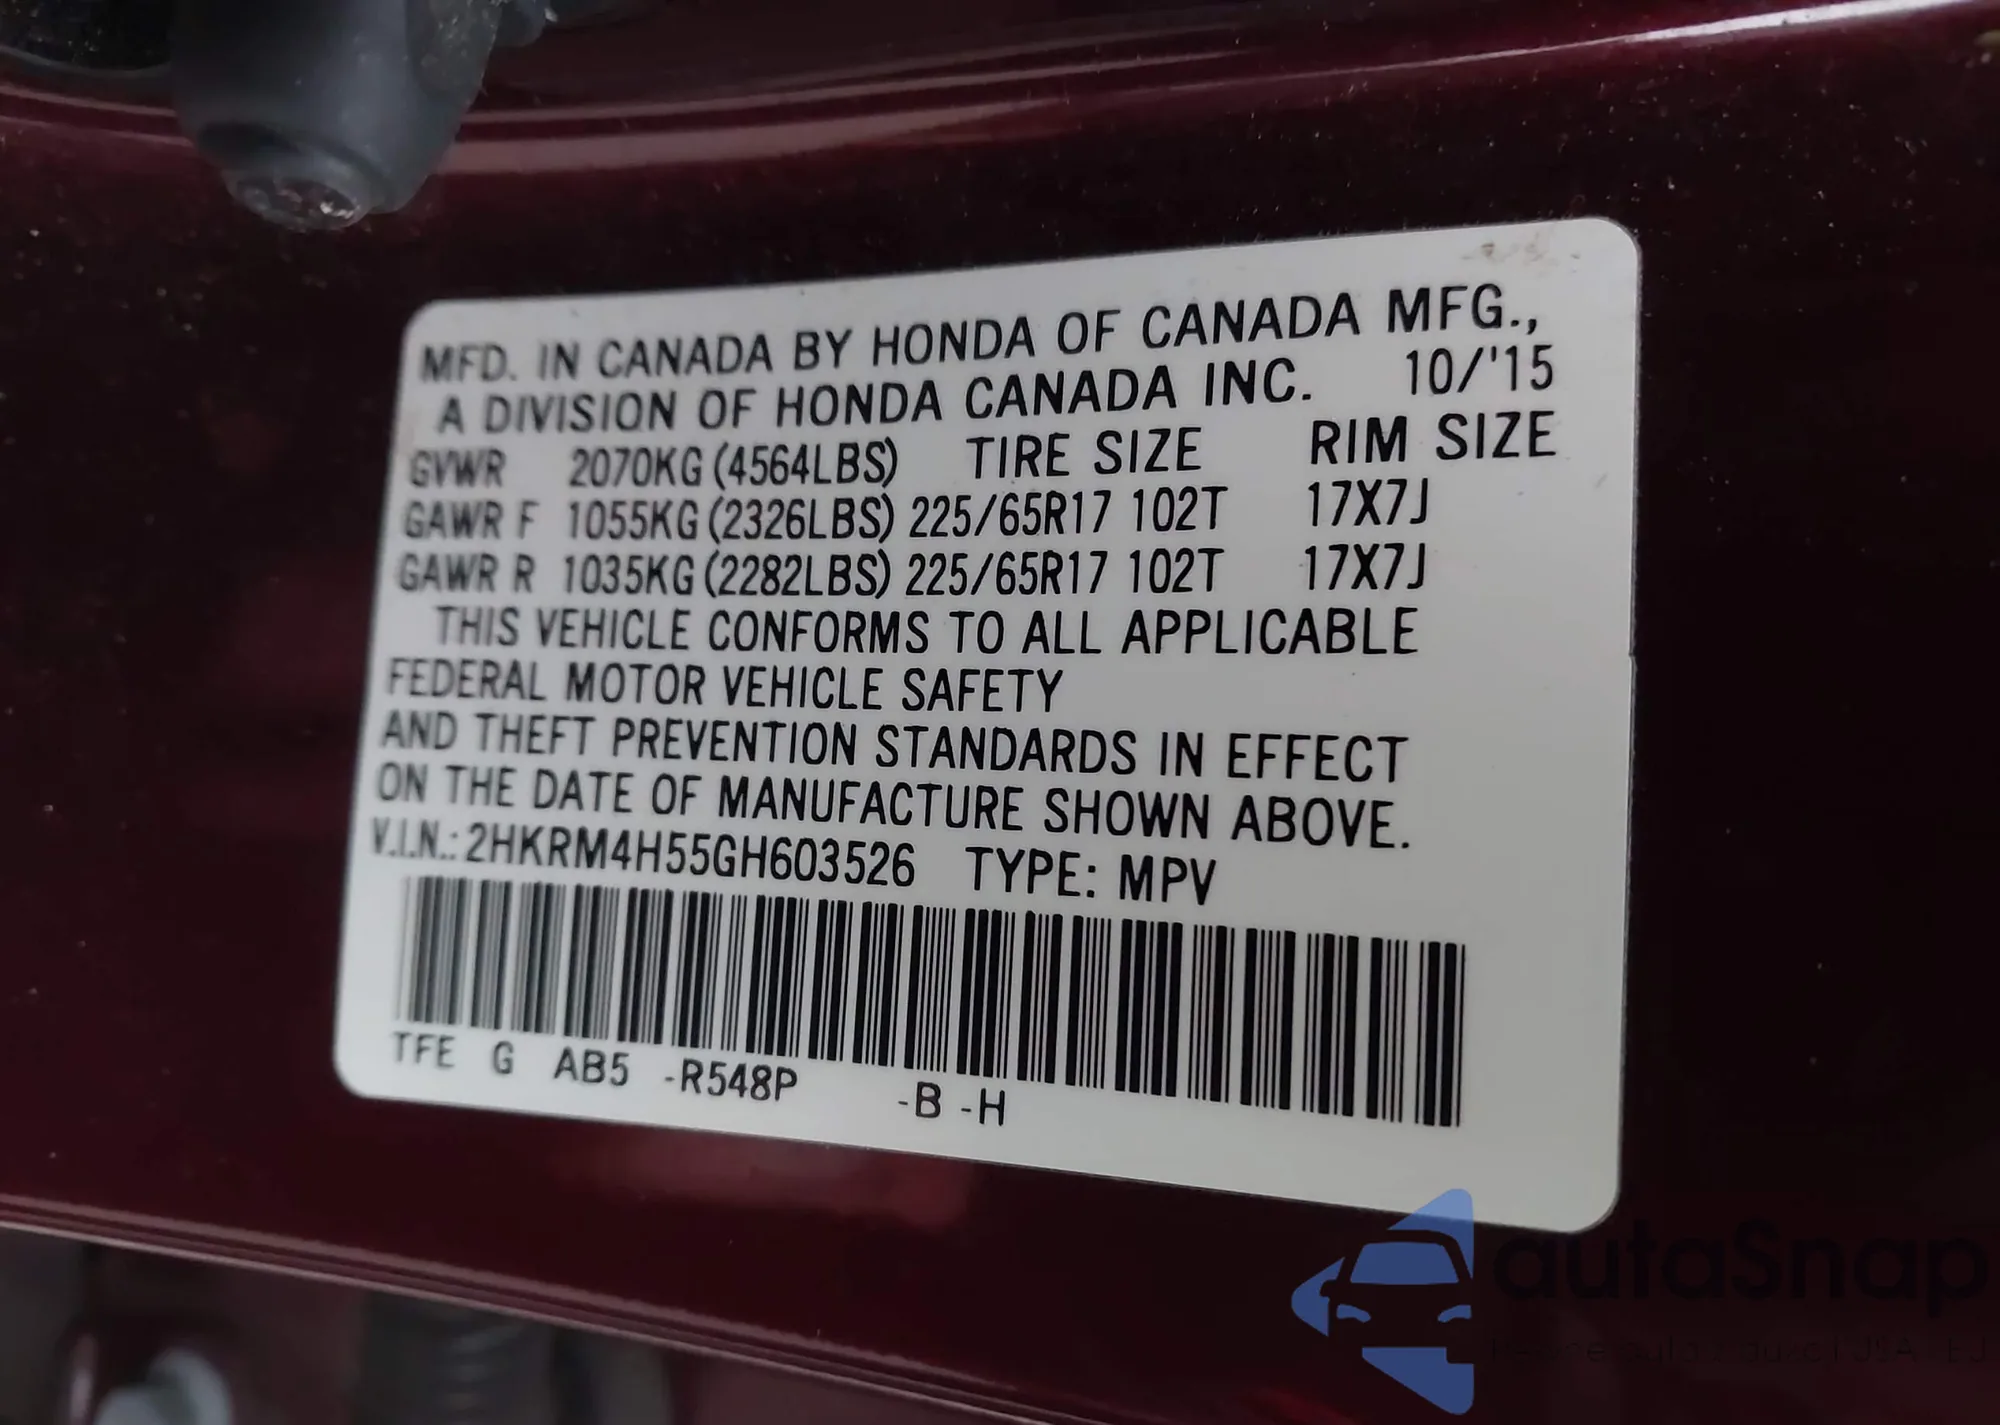 MFD. IN CANADA BY HONDA OF CANADA MFG.,
A DIVISION OF HONDA CANADA INC. 10/'15
GVWR 2070KG (4564LBS) TIRE SIZE RIM SIZE
GAWR F 1055KG (2326LBS) 225/65R17 102T 17X7J
GAWR R 1035KG (2282LBS) 225/65R17 102T 17X7J
THIS VEHICLE CONFORMS TO ALL APPLICABLE
FEDERAL MOTOR VEHICLE SAFETY
AND THEFT PREVENTION STANDARDS IN EFFECT
ON THE DATE OF MANUFACTURE SHOWN ABOVE.
V.I.N.: 2HKRM4H55GH603526 TYPE: MPV
TFE G AB5 -R548P -B -H
autaSnap